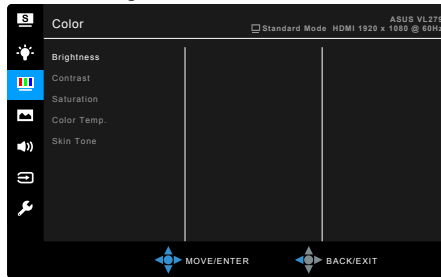 S
Color
ASUS VL279
Standard Mode HDMI 1920 x 1080 @ 60Hz
Brightness
Contrast
Saturation
Color Temp.
Skin Tone
MOVE/ENTER
BACK/EXIT